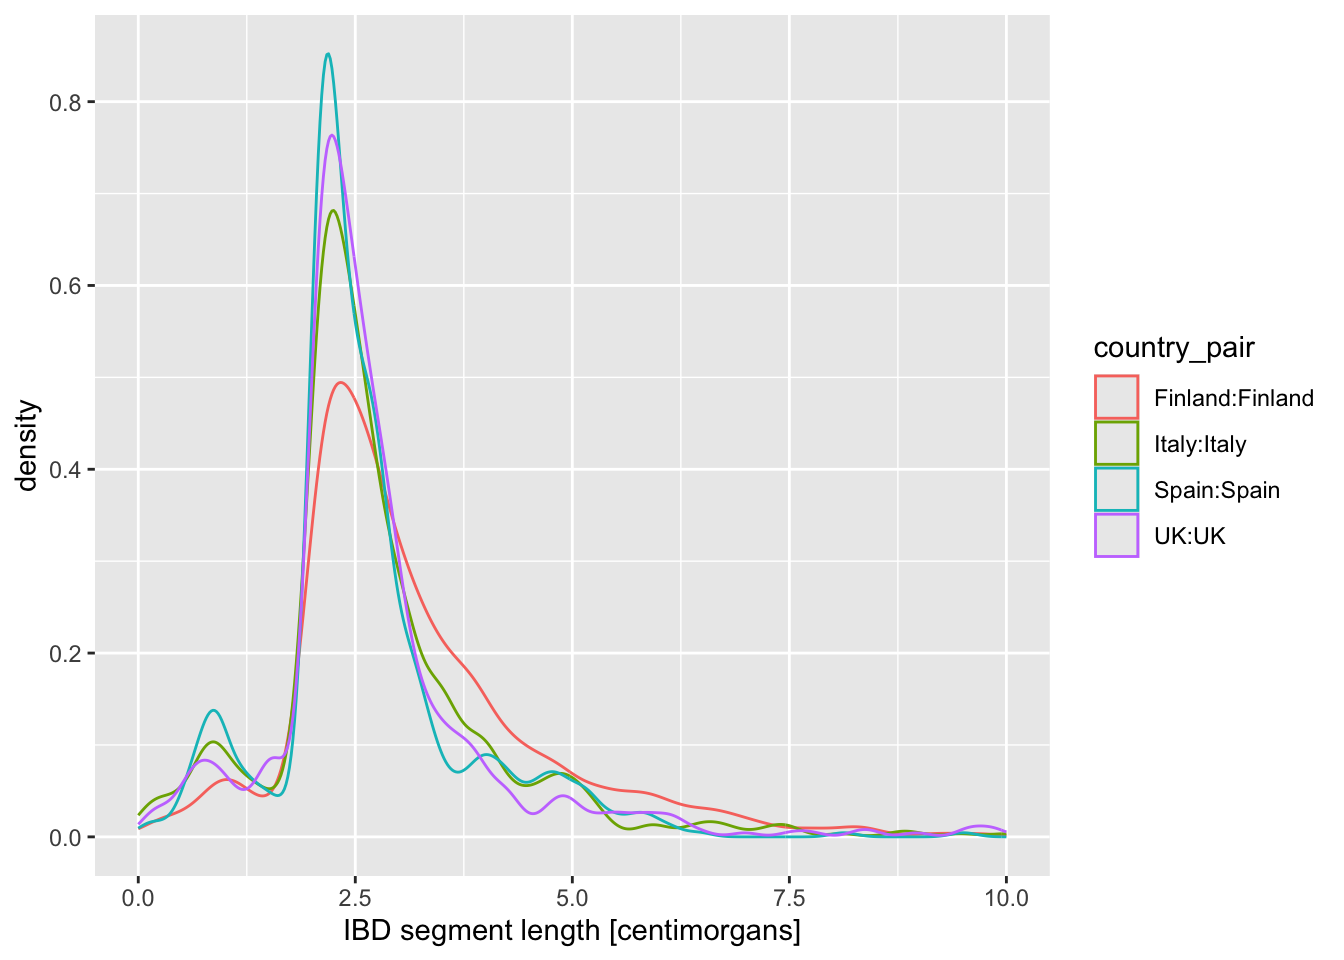 0.8
0.6
0.4
0.2
0.0
density
0.0 2.5 5.0 7.5 10.0
IBD segment length [centimorgans]
country_pair
Finland:Finland
Italy:Italy
Spain:Spain
UK:UK